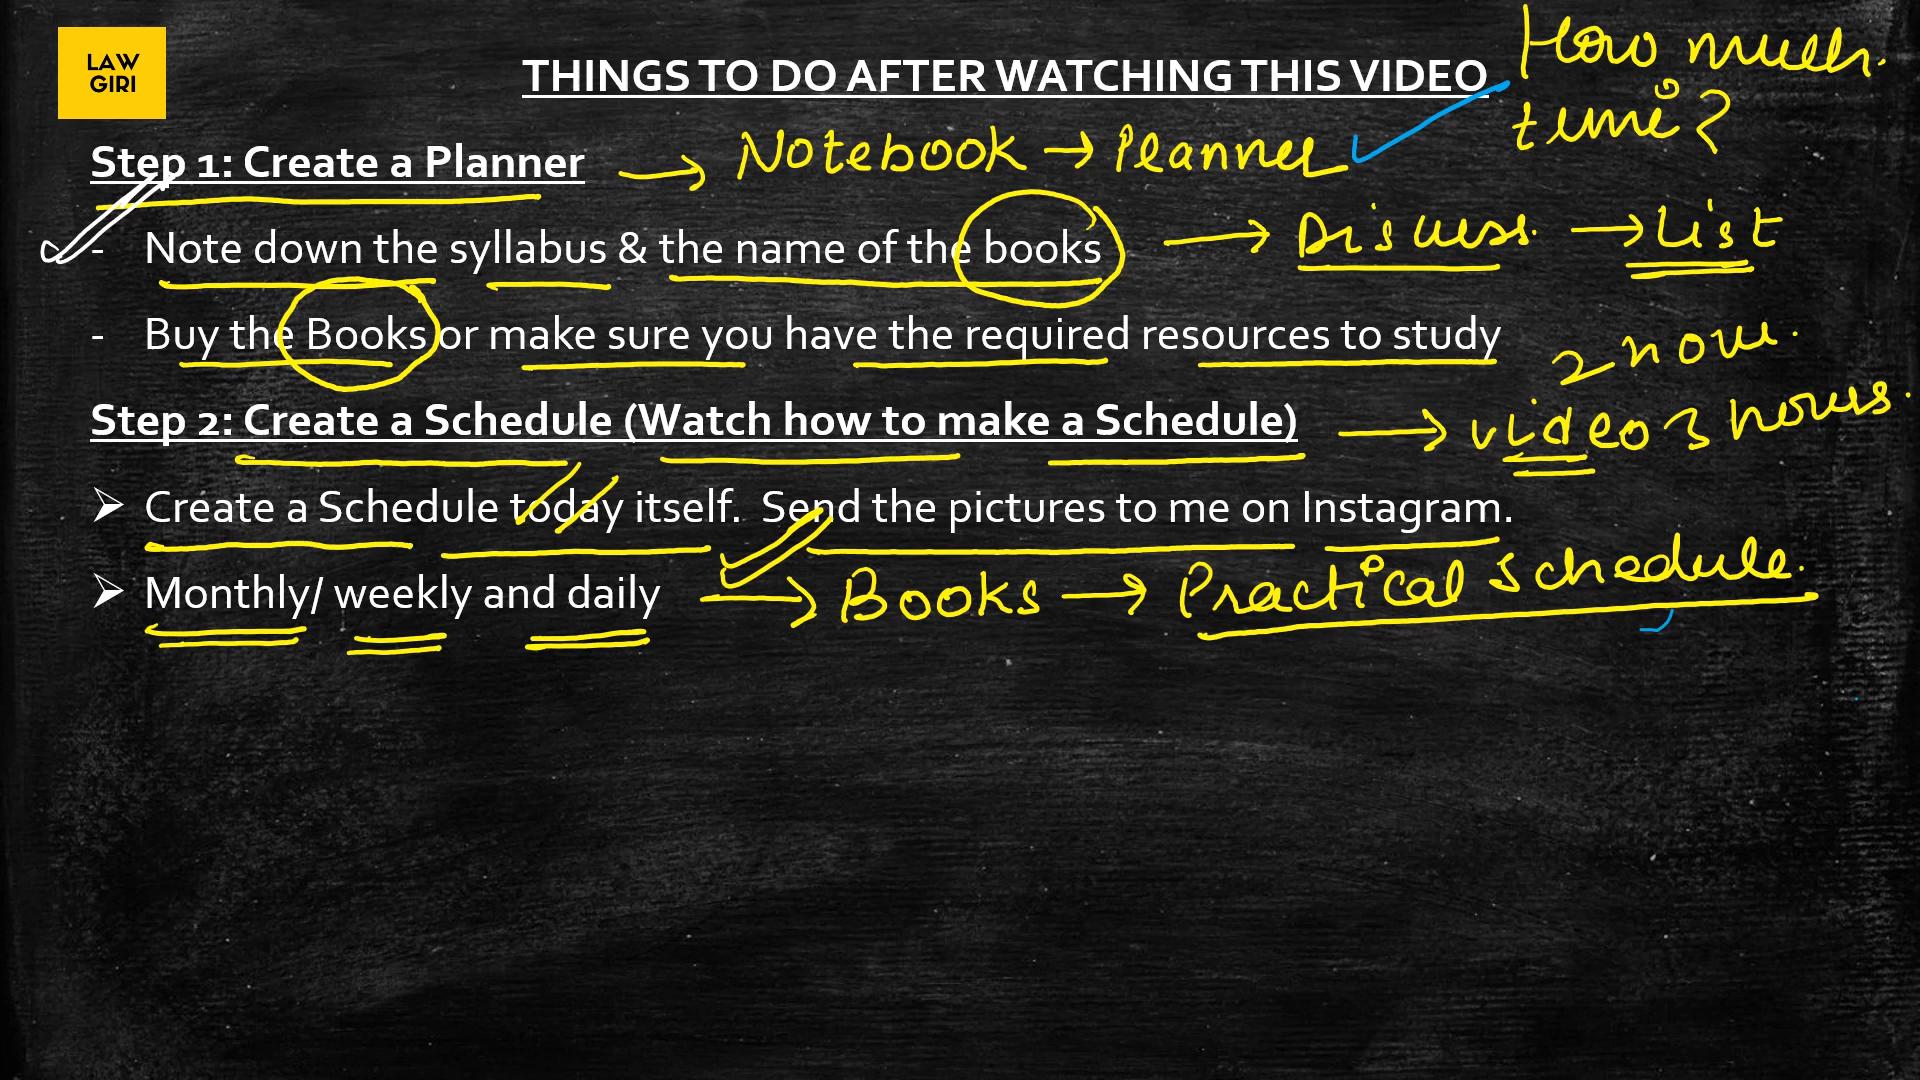 LAW
GIRI
THINGS TO DO AFTER WATCHING THIS VIDEO
How much
time?
Step 1: Create a Planner → Notebook → Planner
- Note down the syllabus & the name of the books → Discuss. → List
- Buy the Books or make sure you have the required resources to study
2 hour.
Step 2: Create a Schedule (Watch how to make a Schedule) → video 3 hours.
➢ Create a Schedule today itself. Send the pictures to me on Instagram.
➢ Monthly/ weekly and daily → Books → Practical schedule.